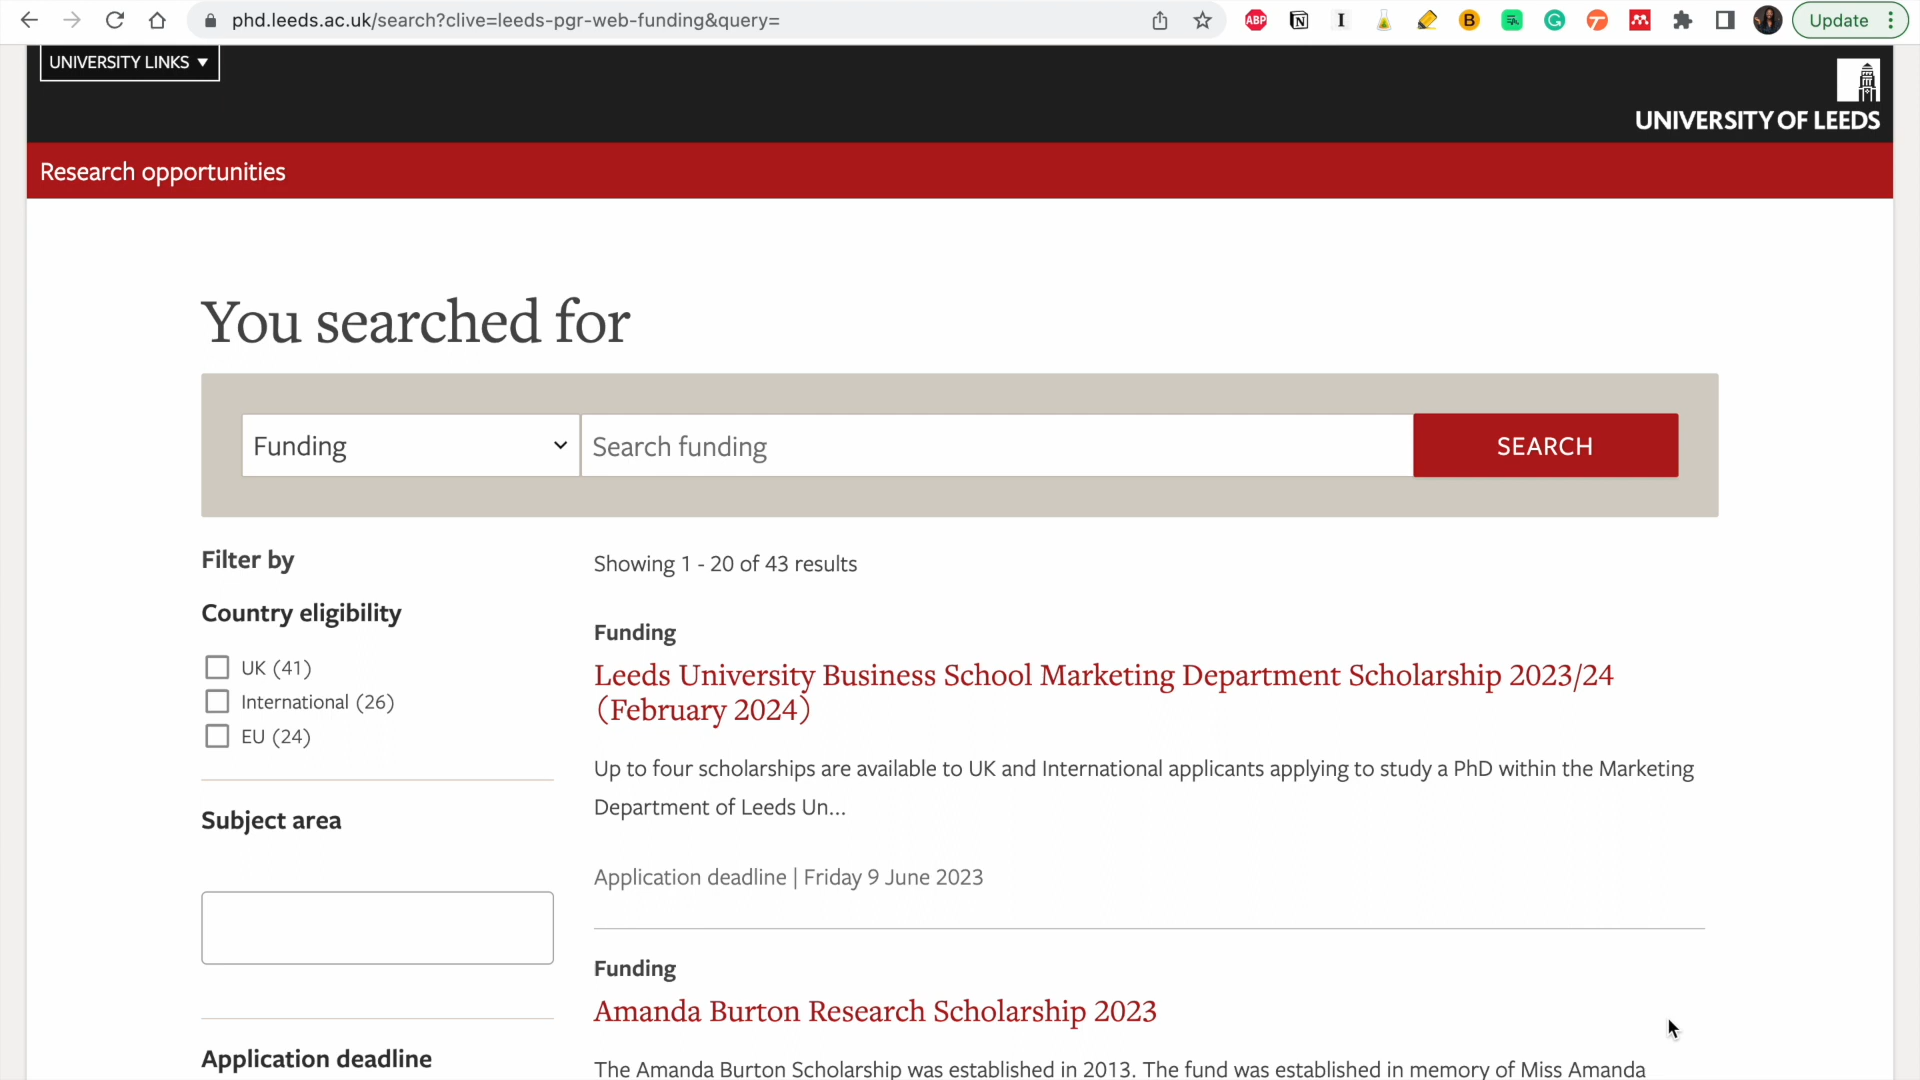 phd.leeds.ac.uk/search?clive=leeds-pgr-web-funding&query=
ABP
N
I
B
G
Update
UNIVERSITY LINKS ▼
UNIVERSITY OF LEEDS
Research opportunities
You searched for
Funding
Search funding
SEARCH
Filter by
Showing 1 - 20 of 43 results
Country eligibility
UK (41)
International (26)
EU (24)
Subject area
Application deadline
Funding
Leeds University Business School Marketing Department Scholarship 2023/24
(February 2024)
Up to four scholarships are available to UK and International applicants applying to study a PhD within the Marketing
Department of Leeds Un...
Application deadline | Friday 9 June 2023
Funding
Amanda Burton Research Scholarship 2023
The Amanda Burton Scholarship was established in 2013. The fund was established in memory of Miss Amanda